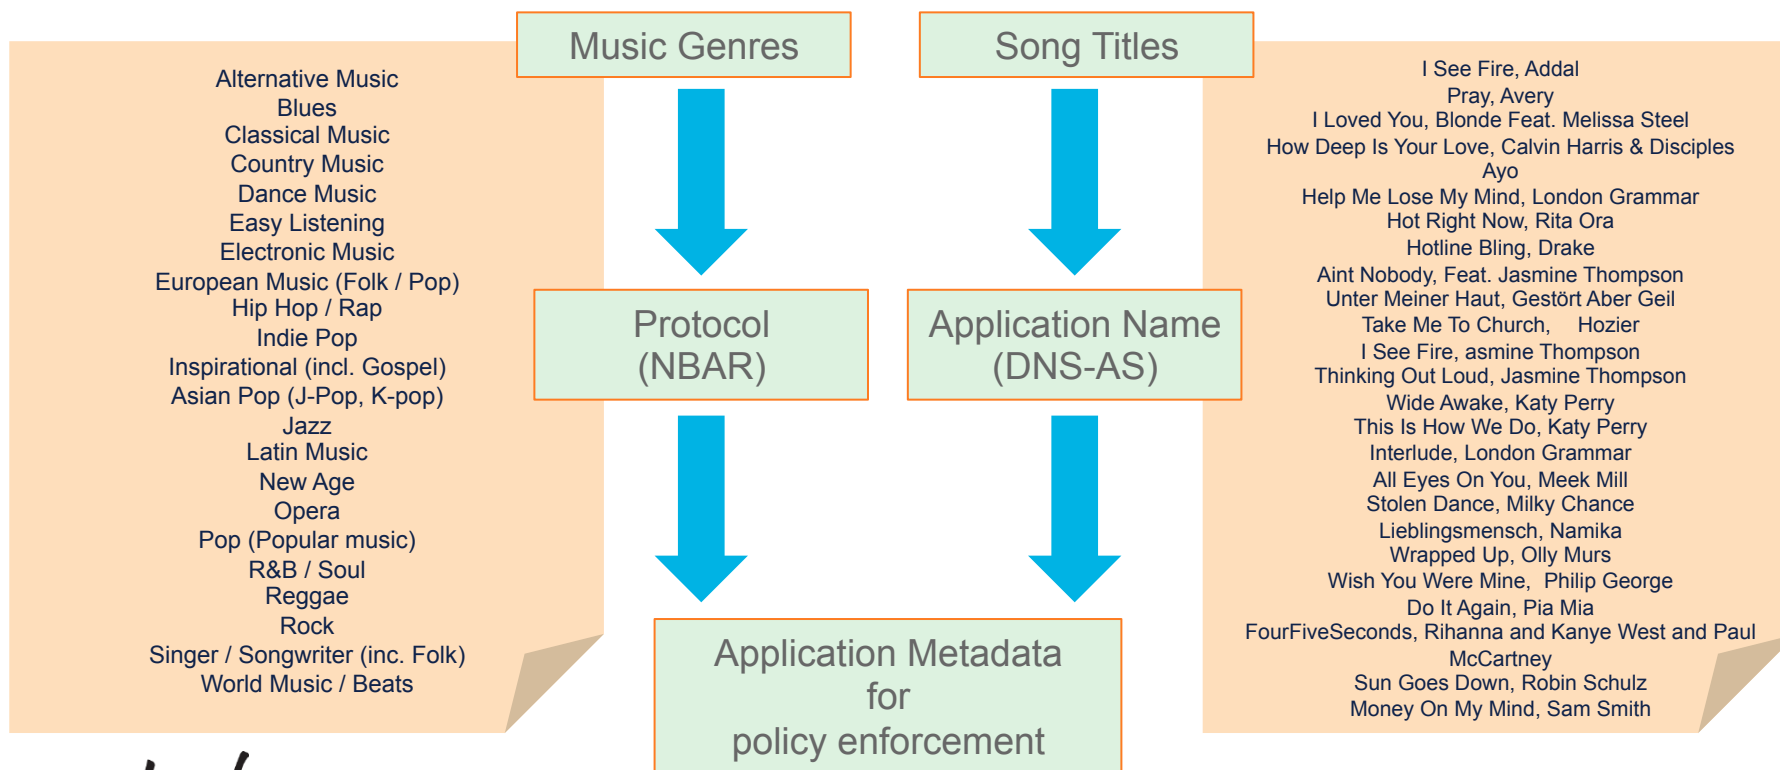 Music Genres
Song Titles
Alternative Music
Blues
Classical Music
Country Music
Dance Music
Easy Listening
Electronic Music
European Music (Folk / Pop)
Hip Hop / Rap
Indie Pop
Inspirational (incl. Gospel)
Asian Pop (J-Pop, K-pop)
Jazz
Latin Music
New Age
Opera
Pop (Popular music)
R&B / Soul
Reggae
Rock
Singer / Songwriter (inc. Folk)
World Music / Beats
Protocol
(NBAR)
Application Name
(DNS-AS)
Application Metadata
for
policy enforcement
I See Fire, Addal
Pray, Avery
I Loved You, Blonde Feat. Melissa Steel
How Deep Is Your Love, Calvin Harris & Disciples
Ayo
Help Me Lose My Mind, London Grammar
Hot Right Now, Rita Ora
Hotline Bling, Drake
Aint Nobody, Feat. Jasmine Thompson
Unter Meiner Haut, Gestört Aber Geil
Take Me To Church, Hozier
I See Fire, asmine Thompson
Thinking Out Loud, Jasmine Thompson
Wide Awake, Katy Perry
This Is How We Do, Katy Perry
Interlude, London Grammar
All Eyes On You, Meek Mill
Stolen Dance, Milky Chance
Lieblingsmensch, Namika
Wrapped Up, Olly Murs
Wish You Were Mine, Philip George
Do It Again, Pia Mia
FourFiveSeconds, Rihanna and Kanye West and Paul
McCartney
Sun Goes Down, Robin Schulz
Money On My Mind, Sam Smith